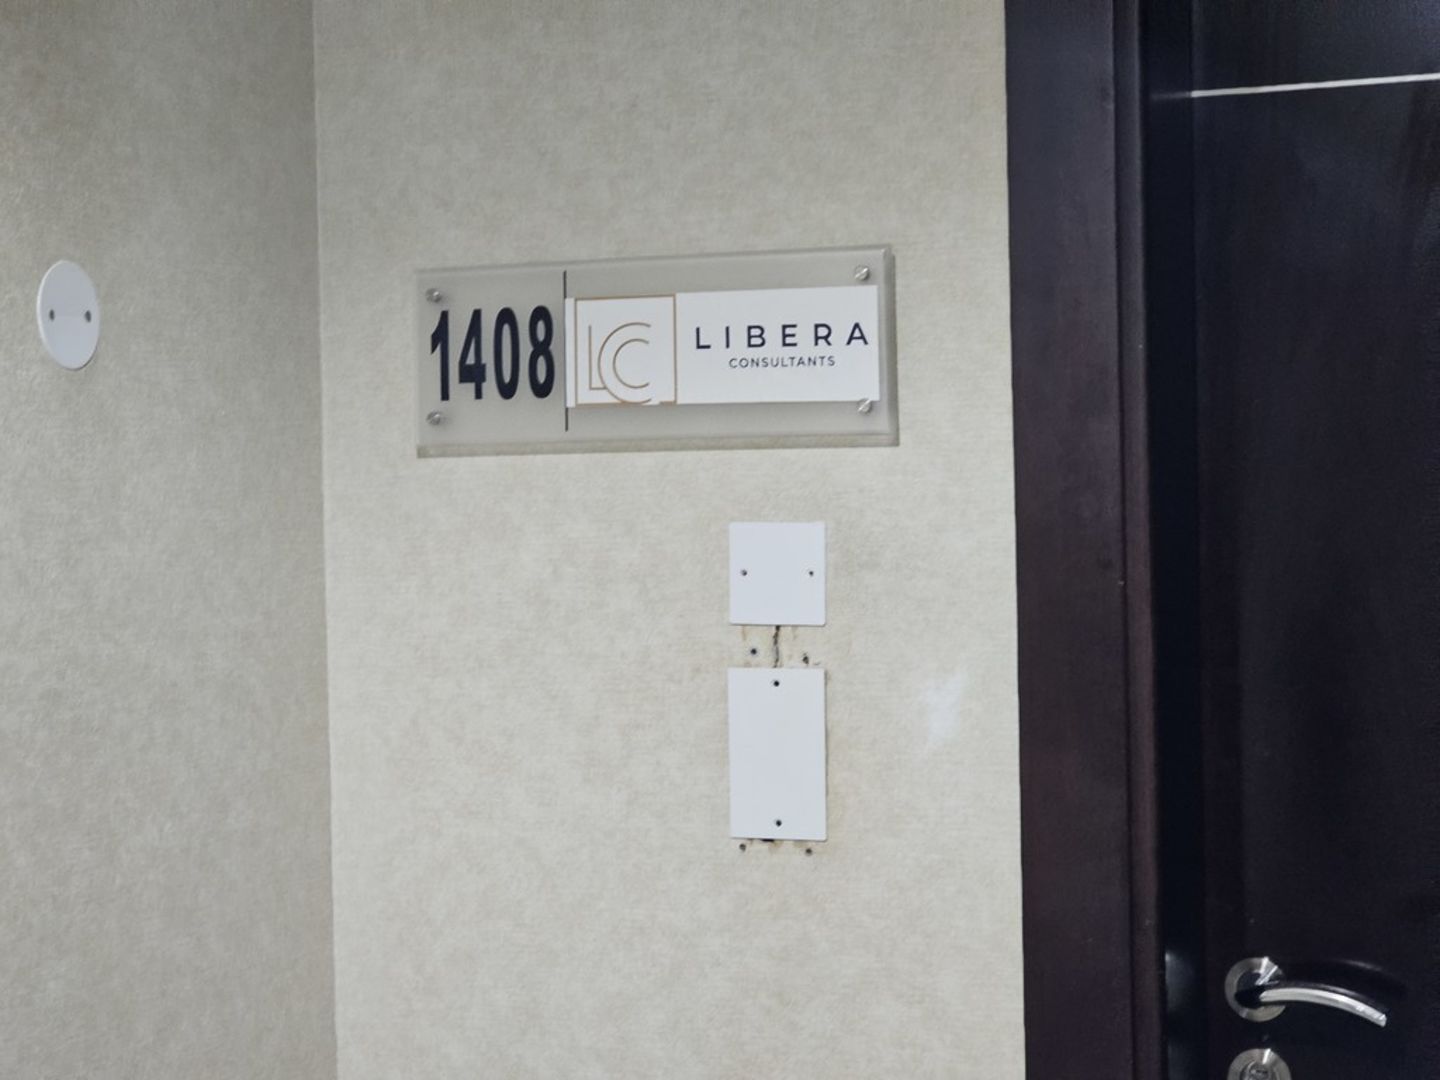 1408
LC
LIBERA
CONSULTANTS